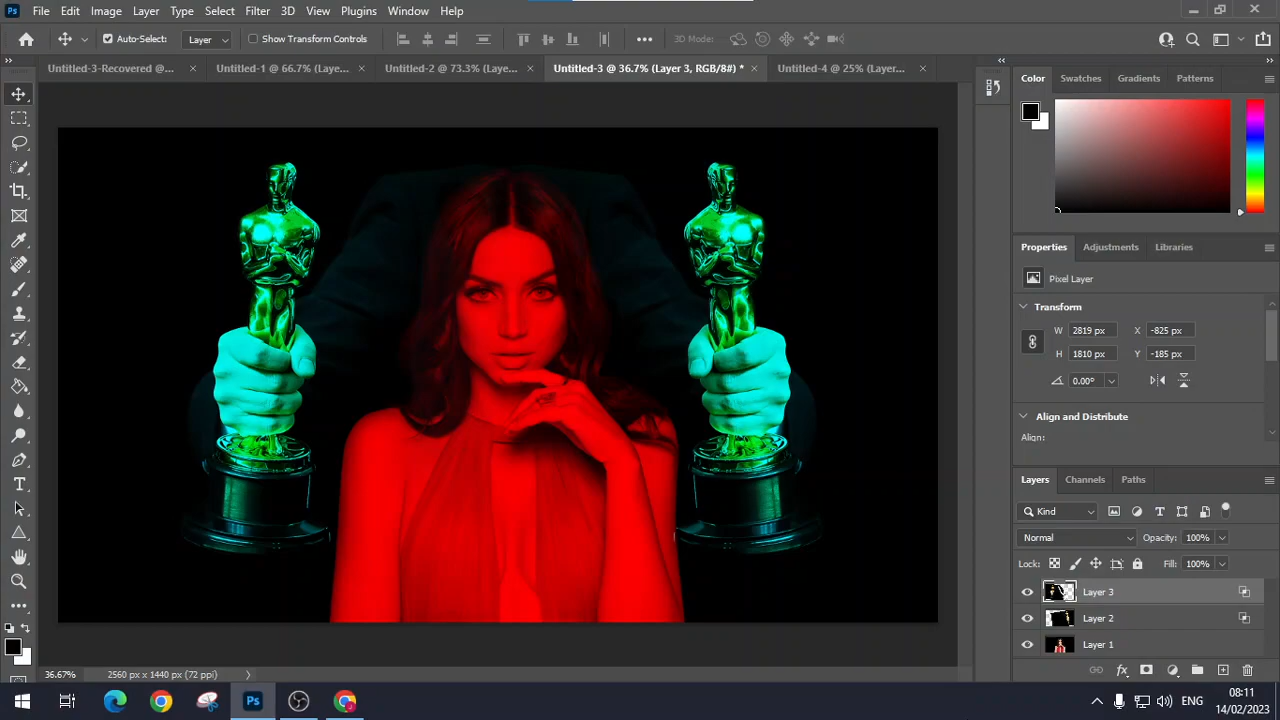 Ps File Edit Image Layer Type Select Filter 3D View Plugins Window Help
Auto-Select: Layer Show Transform Controls 3D Mode:
Untitled-3-Recovered @... Untitled-1 @ 66.7% (Laye... Untitled-2 @ 73.3% (Laye... Untitled-3 @ 36.7% (Layer 3, RGB/8#) * Untitled-4 @ 25% (Layer...
Color Swatches Gradients Patterns
Properties Adjustments Libraries
Pixel Layer
Transform
W 2819 px X -825 px
H 1810 px Y -185 px
0.00°
Align and Distribute
Align:
Layers Channels Paths
Kind
Normal Opacity: 100%
Lock: Fill: 100%
Layer 3
Layer 2
Layer 1
36.67% 2560 px x 1440 px (72 ppi)
Ps ENG 08:11
14/02/2023